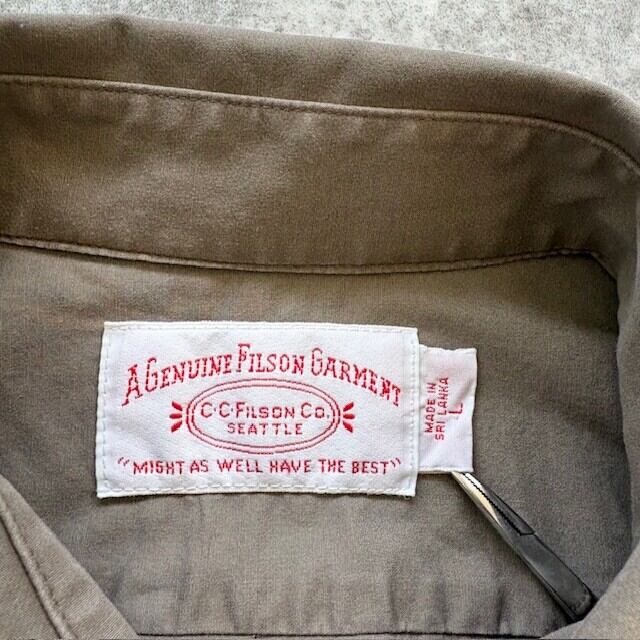 A GENUINE FILSON GARMENT
C·C·FILSON CO.
SEATTLE
"MIGHT AS WELL HAVE THE BEST"
MADE IN
SRI LANKA
L